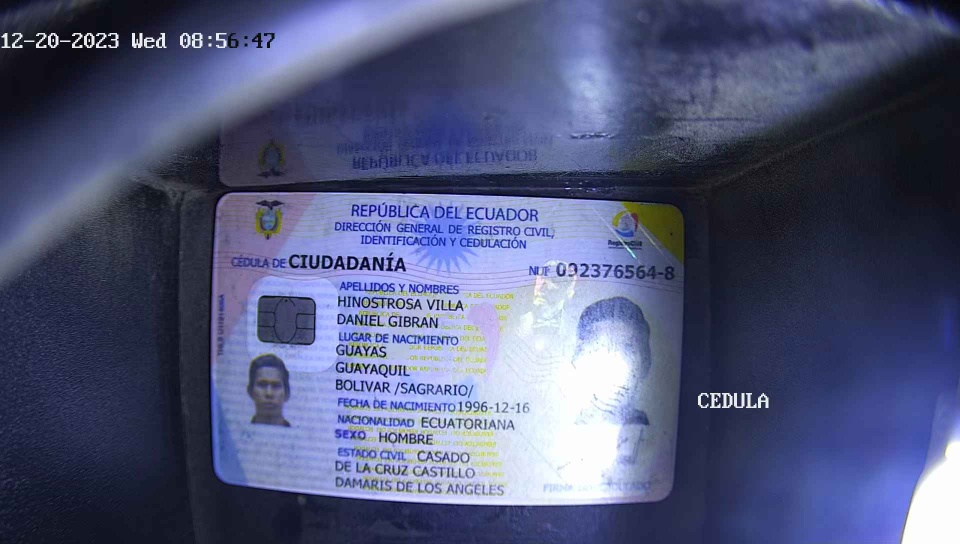 12-20-2023 Wed 08:56:47
REPÚBLICA DEL ECUADOR
DIRECCIÓN GENERAL DE REGISTRO CIVIL,
IDENTIFICACIÓN Y CEDULACIÓN
CÉDULA DE CIUDADANÍA
NUI 092376564-8
APELLIDOS Y NOMBRES
HINOSTROSA VILLA
DANIEL GIBRAN
LUGAR DE NACIMIENTO
GUAYAS
GUAYAQUIL
BOLIVAR /SAGRARIO/
FECHA DE NACIMIENTO 1996-12-16
NACIONALIDAD ECUATORIANA
SEXO HOMBRE
ESTADO CIVIL CASADO
DE LA CRUZ CASTILLO
DAMARIS DE LOS ANGELES
CEDULA